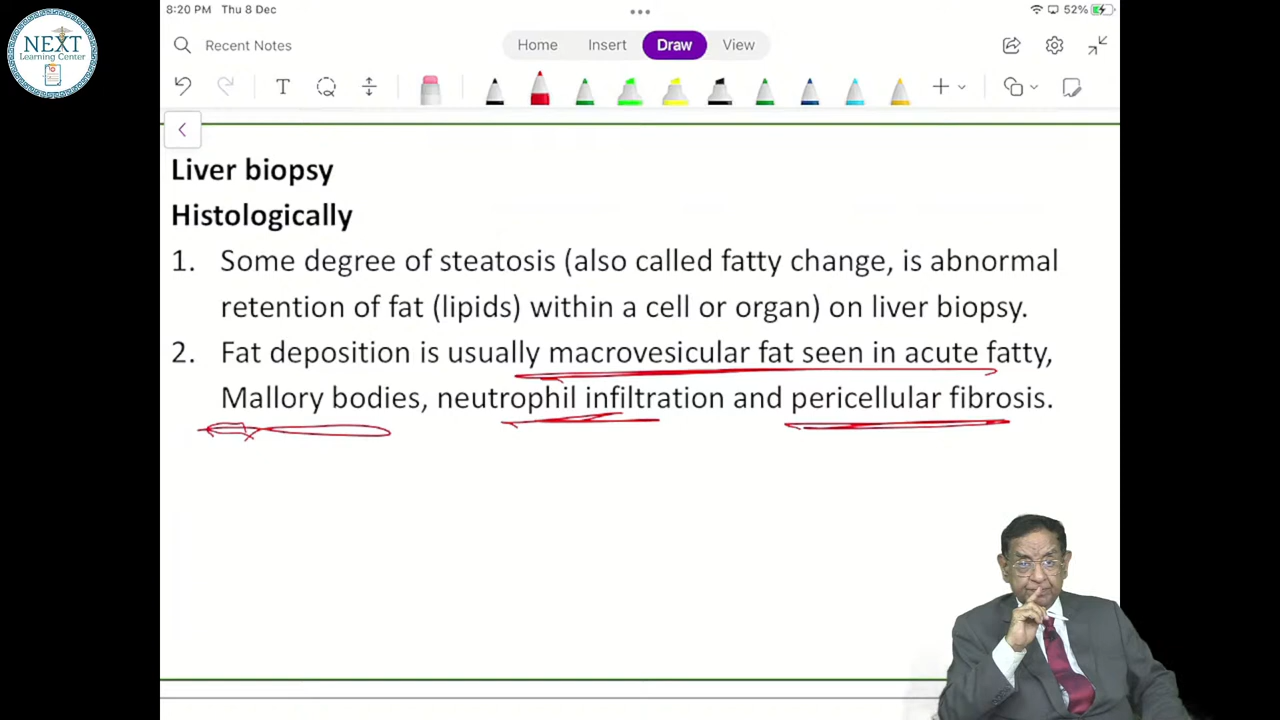 8:20 PM Thu 8 Dec
52%
NEXT
Learning Center
Recent Notes
Home Insert Draw View
T
Liver biopsy
Histologically
1. Some degree of steatosis (also called fatty change, is abnormal
retention of fat (lipids) within a cell or organ) on liver biopsy.
2. Fat deposition is usually macrovesicular fat seen in acute fatty,
Mallory bodies, neutrophil infiltration and pericellular fibrosis.